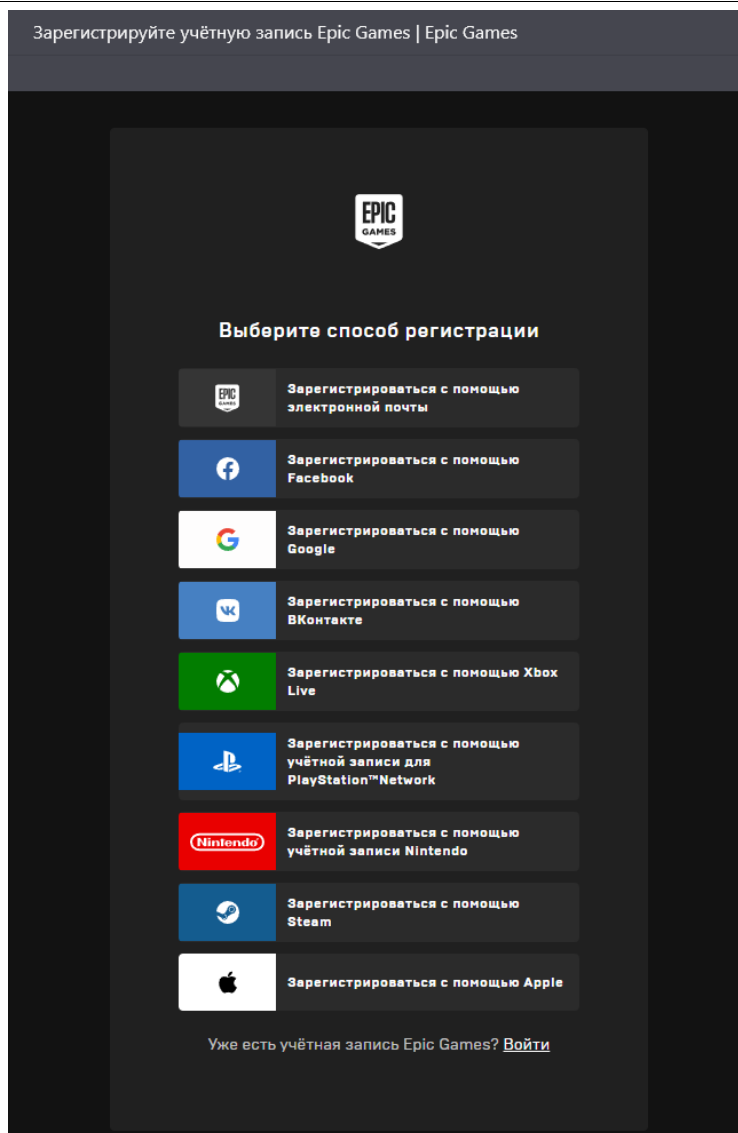 Зарегистрируйте учётную запись Epic Games | Epic Games
EPIC
GAMES
Выберите способ регистрации
EPIC
GAMES
Зарегистрироваться с помощью
электронной почты
Зарегистрироваться с помощью
Facebook
Зарегистрироваться с помощью
Google
Зарегистрироваться с помощью
ВКонтакте
Зарегистрироваться с помощью Xbox
Live
Зарегистрироваться с помощью
учётной записи для
PlayStation™Network
Nintendo
Зарегистрироваться с помощью
учётной записи Nintendo
Зарегистрироваться с помощью
Steam
Зарегистрироваться с помощью Apple
Уже есть учётная запись Epic Games? Войти